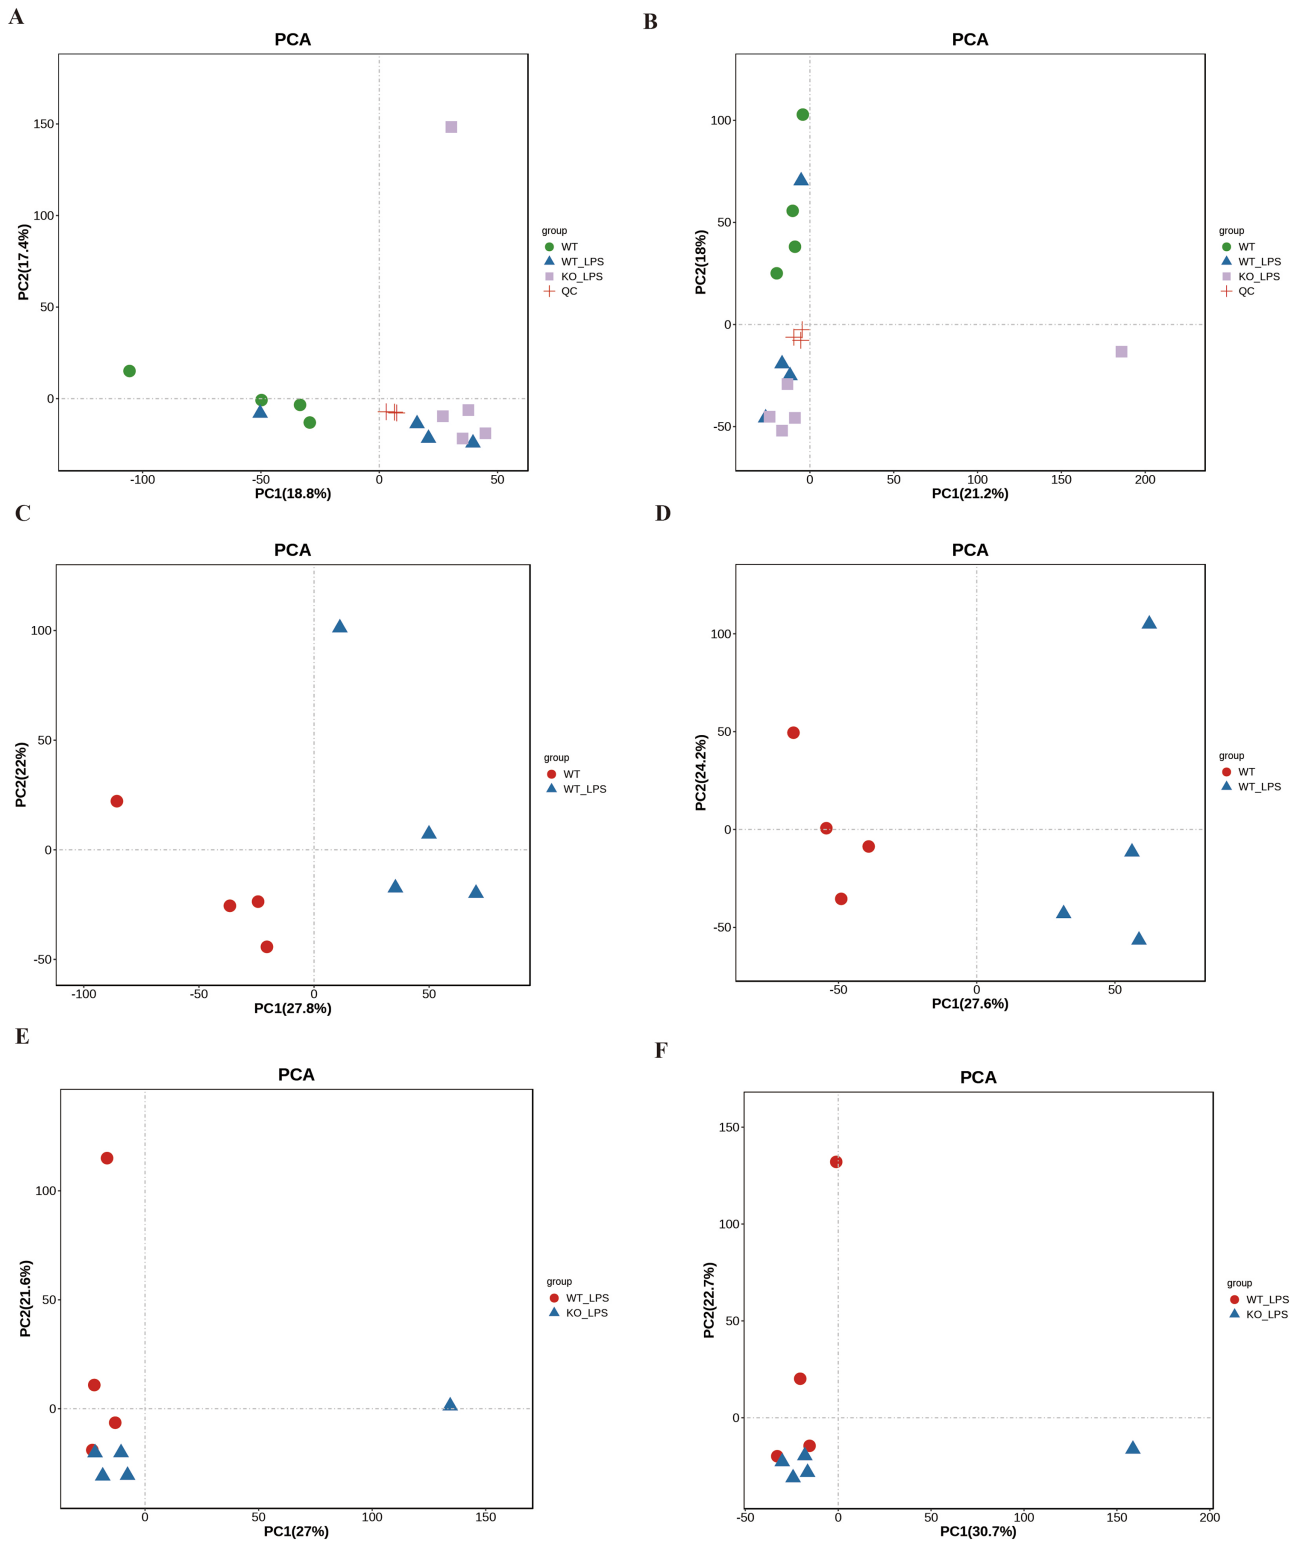 A
PCA
150
100
50
0
-100
-50
0
50
PC1(18.8%)
PC2(17.4%)
group
WT
WT_LPS
KO_LPS
QC
B
PCA
100
50
0
-50
0
50
100
150
200
PC1(21.2%)
PC2(18%)
group
WT
WT_LPS
KO_LPS
QC
C
PCA
100
50
0
-50
-100
-50
0
50
PC1(27.8%)
PC2(22%)
group
WT
WT_LPS
D
PCA
100
50
0
-50
-50
0
50
PC1(27.6%)
PC2(24.2%)
group
WT
WT_LPS
E
PCA
100
50
0
0
50
100
150
PC1(27%)
PC2(21.6%)
group
WT_LPS
KO_LPS
F
PCA
150
100
50
0
-50
0
50
100
150
200
PC1(30.7%)
PC2(22.7%)
group
WT_LPS
KO_LPS